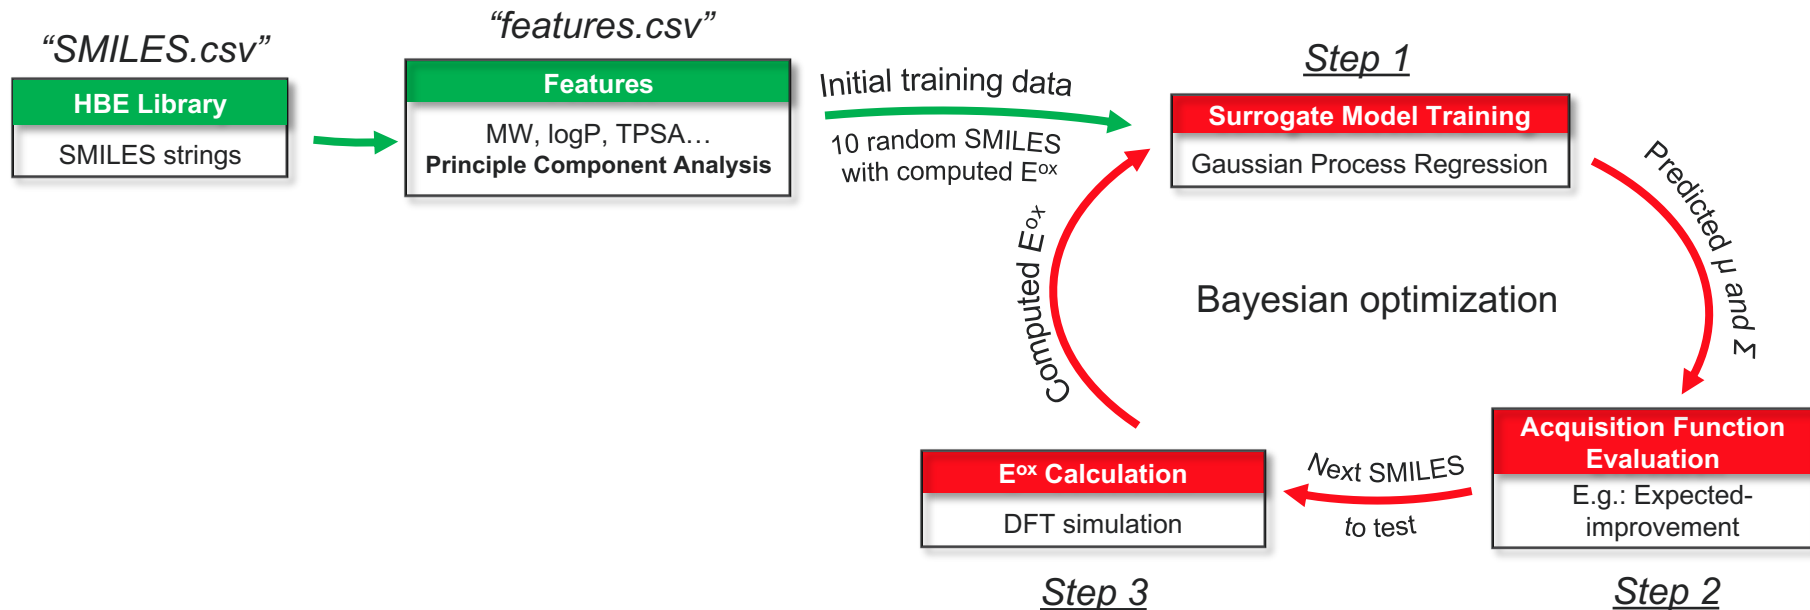 “SMILES.csv”
HBE Library
SMILES strings
“features.csv”
Features
MW, logP, TPSA…
Principle Component Analysis
Initial training data
10 random SMILES
with computed Eᵒˣ
Step 1
Surrogate Model Training
Gaussian Process Regression
Predicted μ and Σ
Bayesian optimization
Acquisition Function
Evaluation
E.g.: Expected-
improvement
Step 2
Next SMILES
to test
Eᵒˣ Calculation
DFT simulation
Step 3
Computed Eᵒˣ